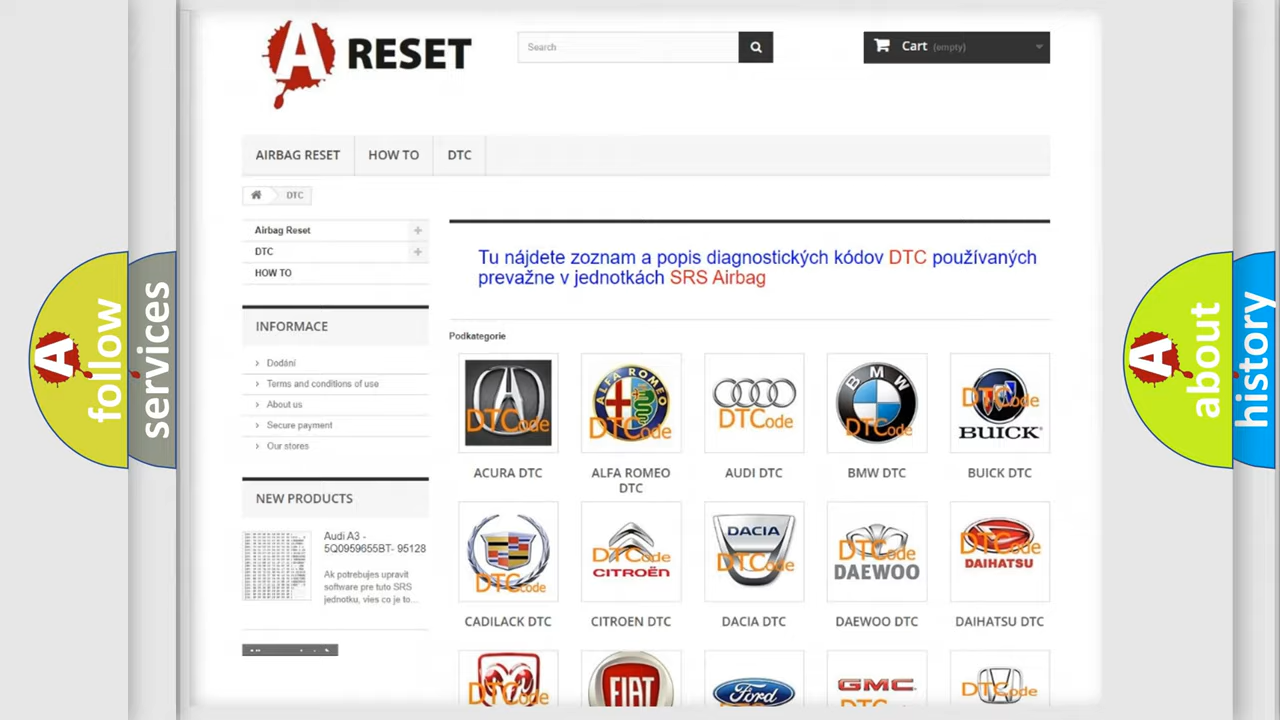 A RESET
Search
Cart (empty)
AIRBAG RESET
HOW TO
DTC
DTC
Airbag Reset
DTC
HOW TO
INFORMACE
Dodání
Terms and conditions of use
About us
Secure payment
Our stores
NEW PRODUCTS
Audi A3 -
5Q0959655BT- 95128
Ak potrebujes upravit
software pre tuto SRS
jednotku, vies co je to...
Tu nájdete zoznam a popis diagnostických kódov DTC používaných
prevažne v jednotkách SRS Airbag
Podkategorie
DTCode
ALFA ROMEO
DTCode
DTCode
BMW
DTCode
DTCode
BUICK
ACURA DTC
ALFA ROMEO
DTC
AUDI DTC
BMW DTC
BUICK DTC
DTCode
DTCode
CITROËN
DACIA
DTCode
DTCode
DAEWOO
DTCode
DAIHATSU
CADILACK DTC
CITROEN DTC
DACIA DTC
DAEWOO DTC
DAIHATSU DTC
DTCode
FIAT
Ford
GMC
DTCode
A follow
services
A about
history